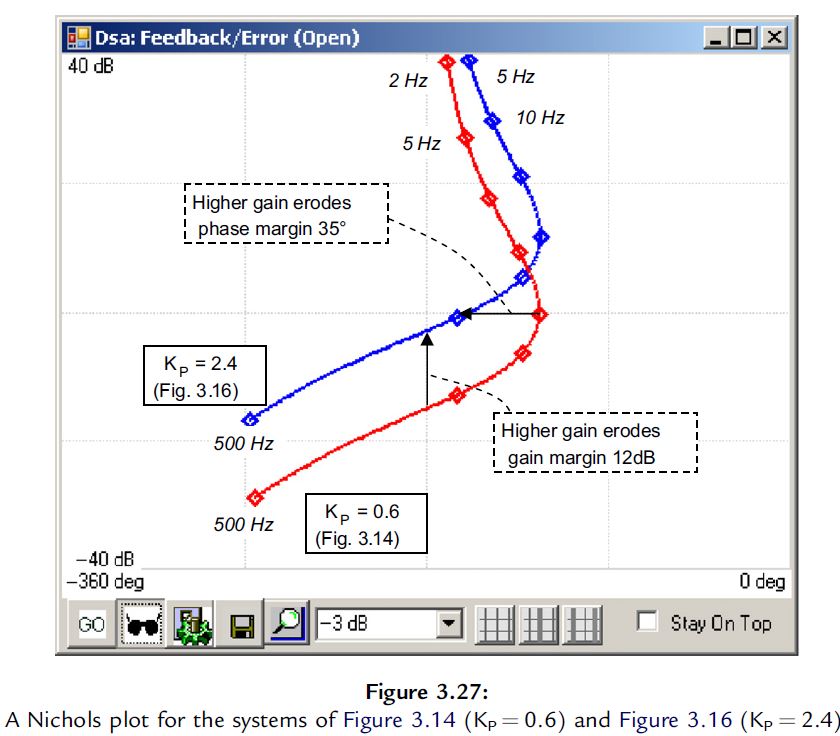 Dsa: Feedback/Error (Open)
40 dB
2 Hz
5 Hz
10 Hz
5 Hz
Higher gain erodes
phase margin 35°
K_P = 2.4
(Fig. 3.16)
500 Hz
Higher gain erodes
gain margin 12dB
500 Hz
K_P = 0.6
(Fig. 3.14)
−40 dB
−360 deg
0 deg
GO
−3 dB
Stay On Top
Figure 3.27:
A Nichols plot for the systems of Figure 3.14 (K_P = 0.6) and Figure 3.16 (K_P = 2.4)